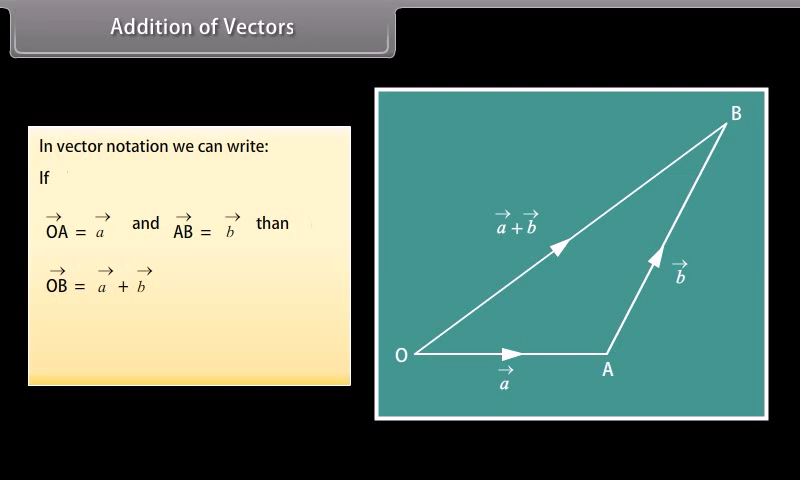 Addition of Vectors
In vector notation we can write:
If
→OA = →a and →AB = →b than
→OB = →a + →b
B
→a + →b
→b
O
A
→a